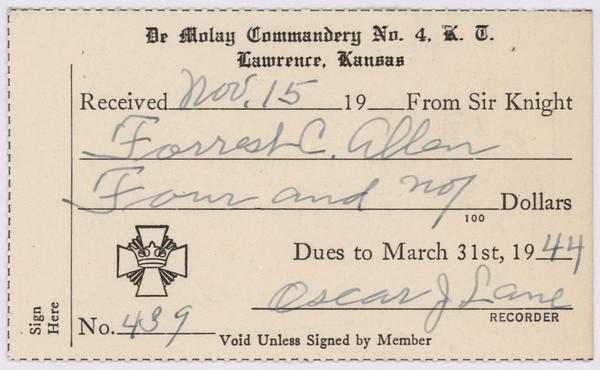 De Molay Commandery No. 4, K. T.
Lawrence, Kansas
Received Nov. 15 19 From Sir Knight
Forrest C. Allen
Four and no/100 Dollars
Dues to March 31st, 1944
Oscar J Lane
RECORDER
No. 439
Void Unless Signed by Member
Sign Here